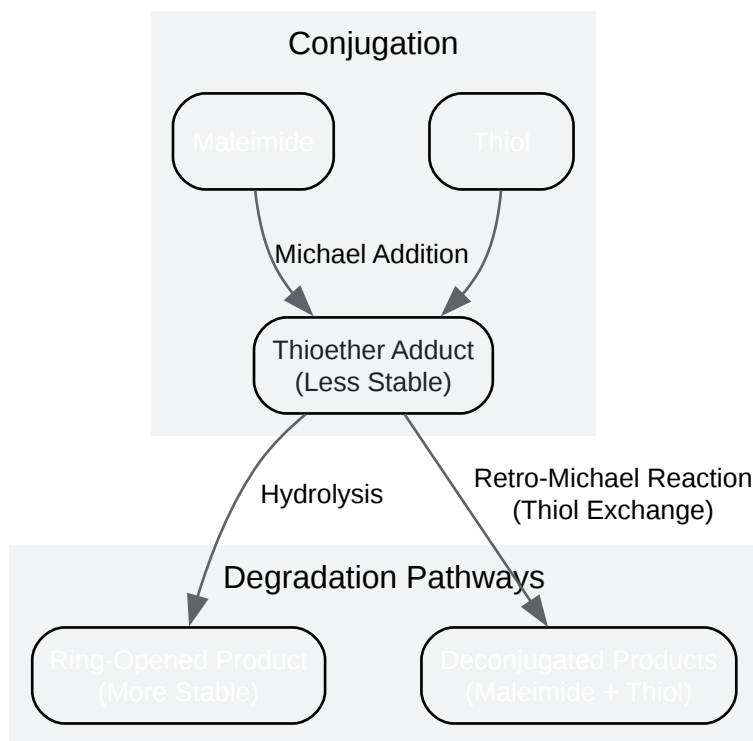 Conjugation
Maleimide
Thiol
Michael Addition
Thioether Adduct
(Less Stable)
Hydrolysis
Retro-Michael Reaction
(Thiol Exchange)
Degradation Pathways
Ring-Opened Product
(More Stable)
Deconjugated Products
(Maleimide + Thiol)